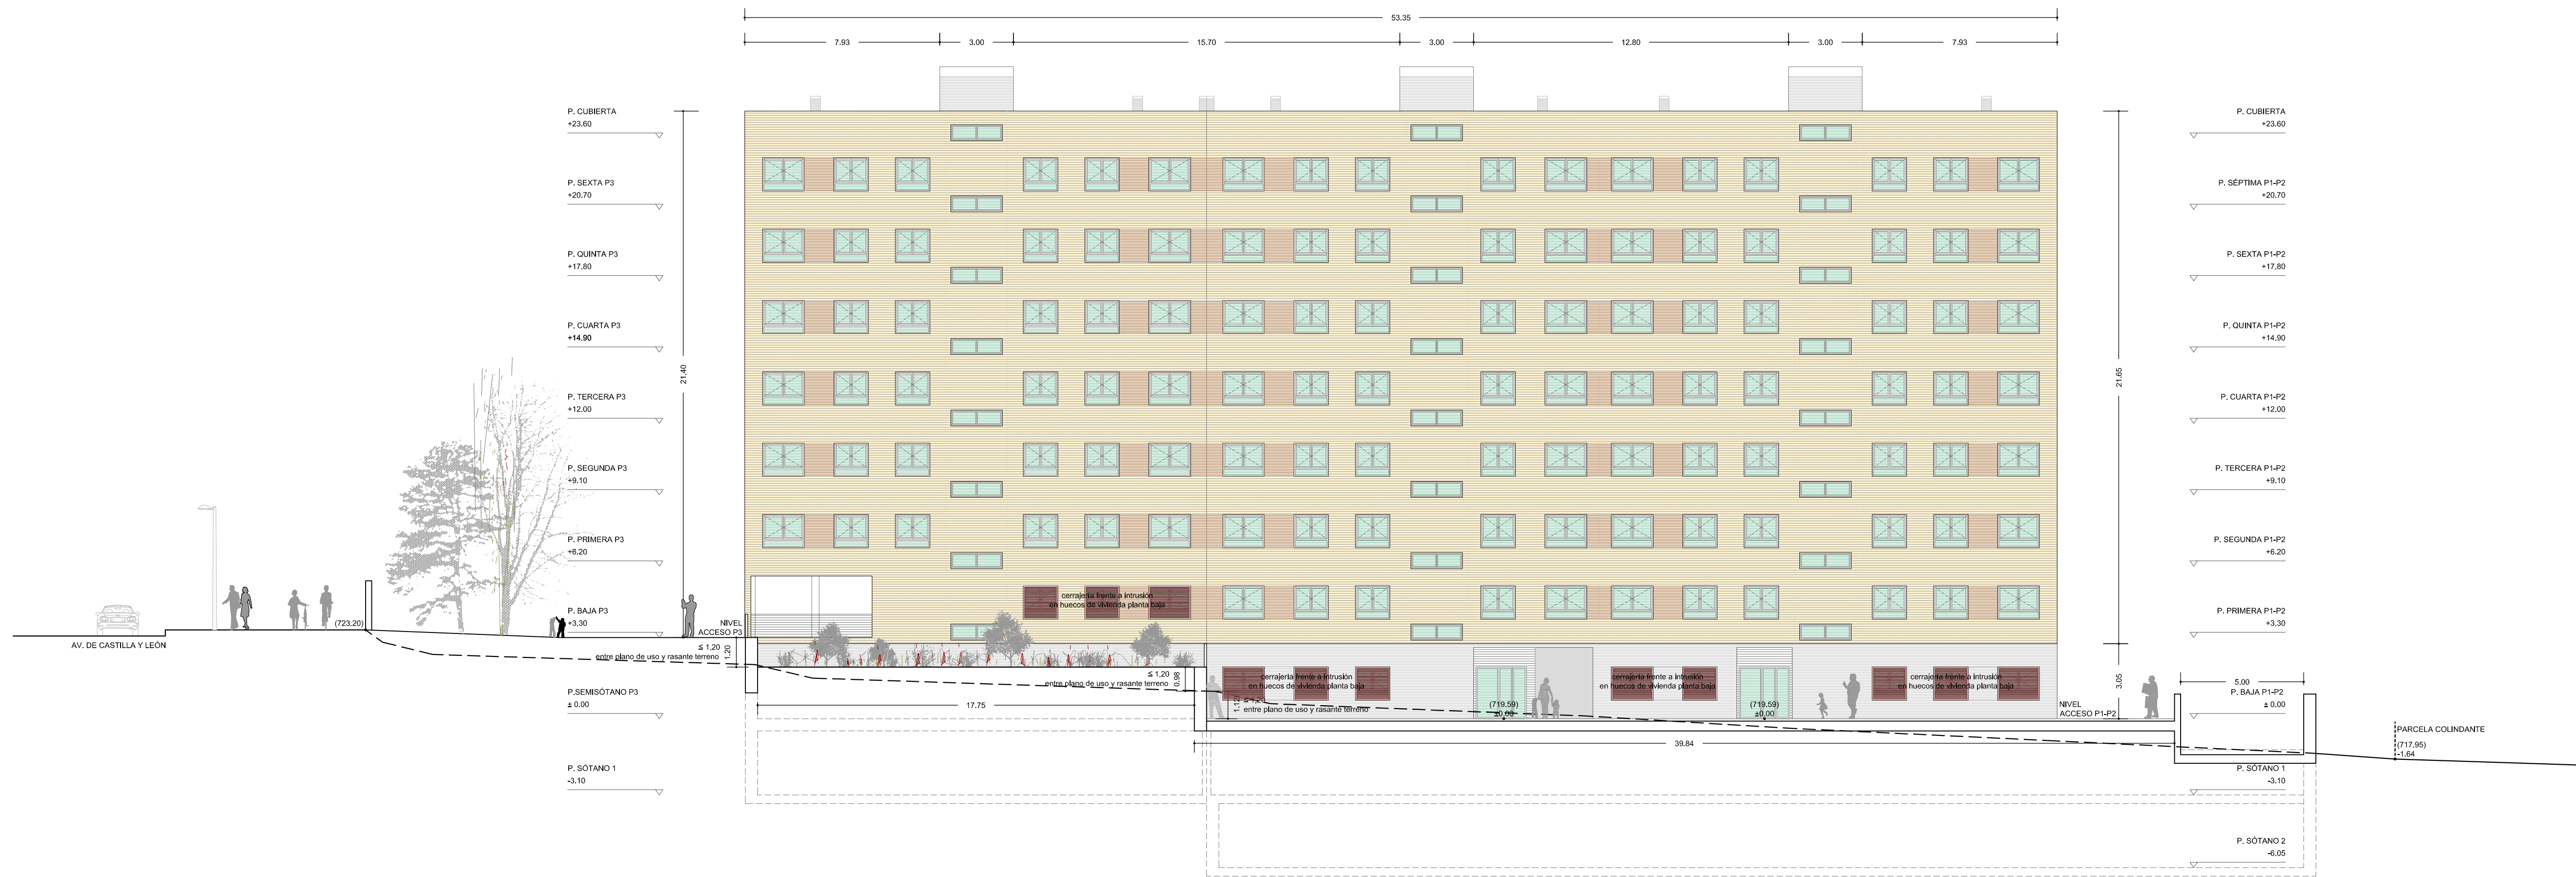 53.35
7.93
3.00
15.70
3.00
12.80
3.00
7.93
P. CUBIERTA
+23.60
P. SEXTA P3
+20.70
P. QUINTA P3
+17.80
P. CUARTA P3
+14.90
P. TERCERA P3
+12.00
P. SEGUNDA P3
+9.10
P. PRIMERA P3
+6.20
P. BAJA P3
+3.30
P.SEMISÓTANO P3
± 0.00
P. SÓTANO 1
-3.10
21.40
AV. DE CASTILLA Y LEÓN
(723.20)
NIVEL
ACCESO P3
≤ 1,20
entre plano de uso y rasante terreno
1.20
cerrajería frente a intrusión
en huecos de vivienda planta baja
≤ 1,20
entre plano de uso y rasante terreno
0.98
17.75
cerrajería frente a intrusión
en huecos de vivienda planta baja
1.12
entre plano de uso y rasante terreno
(719.59)
±0,00
cerrajería frente a intrusión
en huecos de vivienda planta baja
(719.59)
±0,00
cerrajería frente a intrusión
en huecos de vivienda planta baja
39.84
NIVEL
ACCESO P1-P2
21.65
3.05
P. CUBIERTA
+23.60
P. SÉPTIMA P1-P2
+20.70
P. SEXTA P1-P2
+17.80
P. QUINTA P1-P2
+14.90
P. CUARTA P1-P2
+12.00
P. TERCERA P1-P2
+9.10
P. SEGUNDA P1-P2
+6.20
P. PRIMERA P1-P2
+3.30
5.00
P. BAJA P1-P2
± 0.00
P. SÓTANO 1
-3.10
P. SÓTANO 2
-6.05
PARCELA COLINDANTE
(717,95)
-1.64